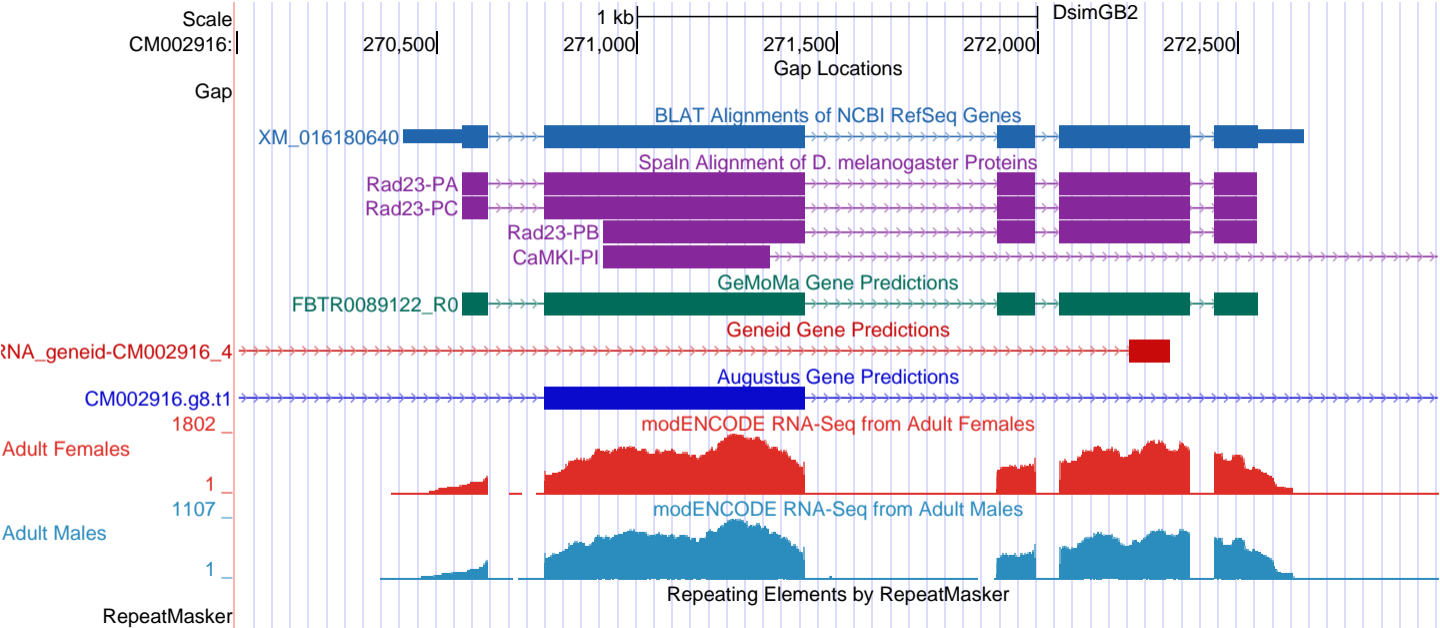 Scale 1 kb DsimGB2
CM002916: 270,500 271,000 271,500 272,000 272,500
Gap Locations
Gap
BLAT Alignments of NCBI RefSeq Genes
XM_016180640
Spaln Alignment of D. melanogaster Proteins
Rad23-PA
Rad23-PC
Rad23-PB
CaMKI-PI
GeMoMa Gene Predictions
FBTR0089122_R0
Geneid Gene Predictions
RNA_geneid-CM002916_4
Augustus Gene Predictions
CM002916.g8.t1
modENCODE RNA-Seq from Adult Females
1802 _
Adult Females
1 _
modENCODE RNA-Seq from Adult Males
1107 _
Adult Males
1 _
Repeating Elements by RepeatMasker
RepeatMasker